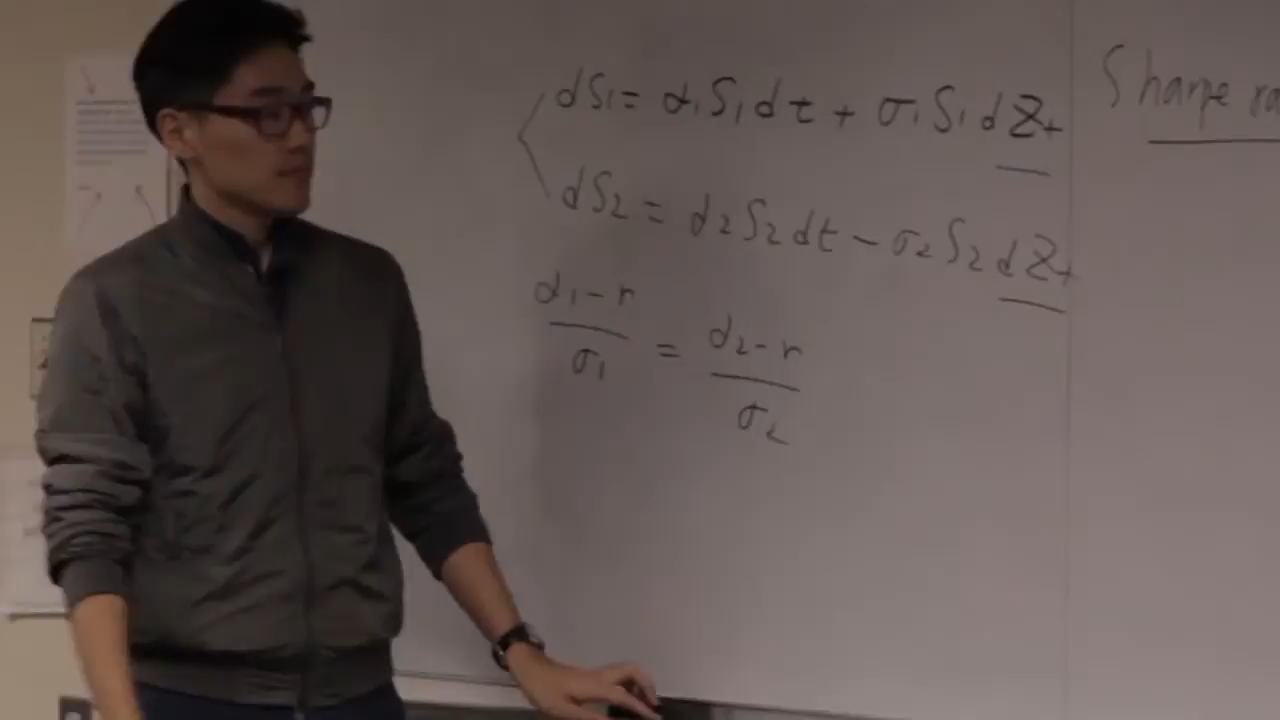 dS₁ = α₁S₁dt + σ₁S₁dZₜ
dS₂ = α₂S₂dt − σ₂S₂dZₜ
(α₁ − r)/σ₁ = (α₂ − r)/σ₂
Sharpe